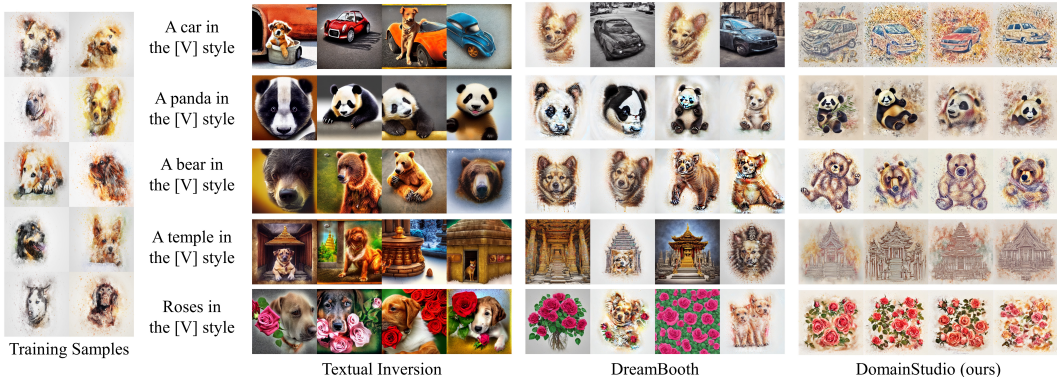 A car in
the [V] style
A panda in
the [V] style
A bear in
the [V] style
A temple in
the [V] style
Roses in
the [V] style
Training Samples
Textual Inversion
DreamBooth
DomainStudio (ours)